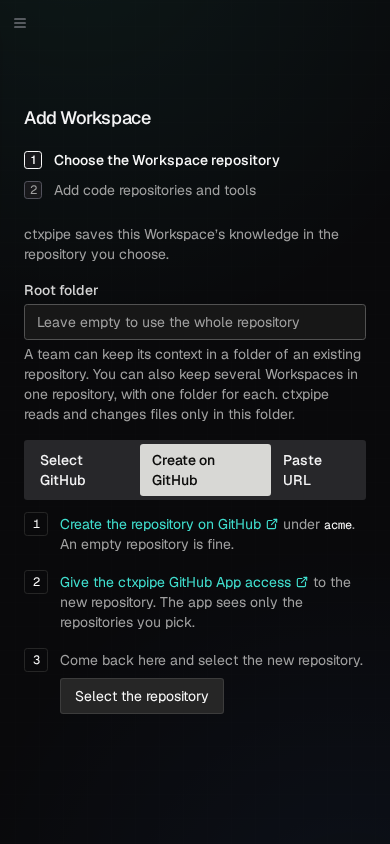 Add Workspace
1 Choose the Workspace repository
2 Add code repositories and tools
ctxpipe saves this Workspace's knowledge in the
repository you choose.
Root folder
Leave empty to use the whole repository
A team can keep its context in a folder of an existing
repository. You can also keep several Workspaces in
one repository, with one folder for each. ctxpipe
reads and changes files only in this folder.
Select GitHub
Create on GitHub
Paste URL
1 Create the repository on GitHub under acme.
An empty repository is fine.
2 Give the ctxpipe GitHub App access to the
new repository. The app sees only the
repositories you pick.
3 Come back here and select the new repository.
Select the repository